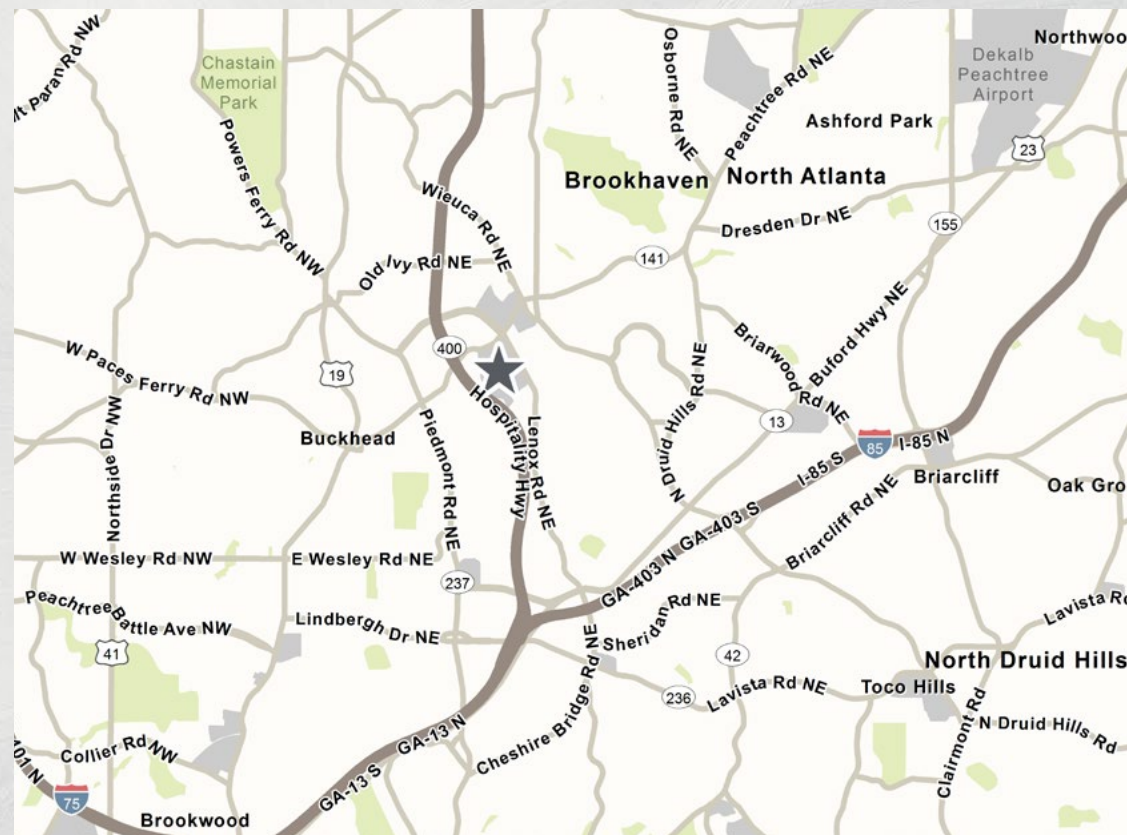 Mt Paran Rd NW
Chastain
Memorial
Park
Powers Ferry Rd NW
Wieuca Rd NE
Old Ivy Rd NE
Osborne Rd NE
Peachtree Rd NE
Northwoo
Dekalb
Peachtree
Airport
Ashford Park
23
Brookhaven
North Atlanta
Dresden Dr NE
155
141
400
19
W Paces Ferry Rd NW
Buckhead
Northside Dr NW
Piedmont Rd NE
Hospitality Hwy
Lenox Rd NE
N Druid Hills Rd NE
Briarwood Rd NE
Buford Hwy NE
13
85
I-85 N
I-85 S
Briarcliff
Oak Gro
Briarcliff Rd NE
GA-403 S
GA-403 N
W Wesley Rd NW
E Wesley Rd NE
237
Peachtree Battle Ave NW
Lindbergh Dr NE
41
Sheridan Rd NE
42
Lavista Rd
North Druid Hills
Toco Hills
236
Lavista Rd NE
N Druid Hills Rd
Clairmont Rd
Cheshire Bridge Rd NE
GA-13 N
GA-13 S
Collier Rd NW
401 N
75
Brookwood